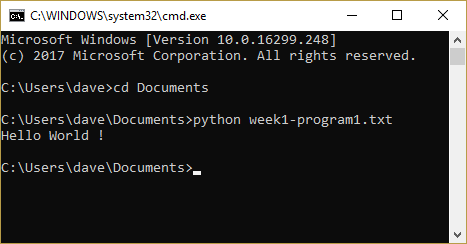 C:\WINDOWS\system32\cmd.exe
Microsoft Windows [Version 10.0.16299.248]
(c) 2017 Microsoft Corporation. All rights reserved.
C:\Users\dave>cd Documents
C:\Users\dave\Documents>python week1-program1.txt
Hello World !
C:\Users\dave\Documents>